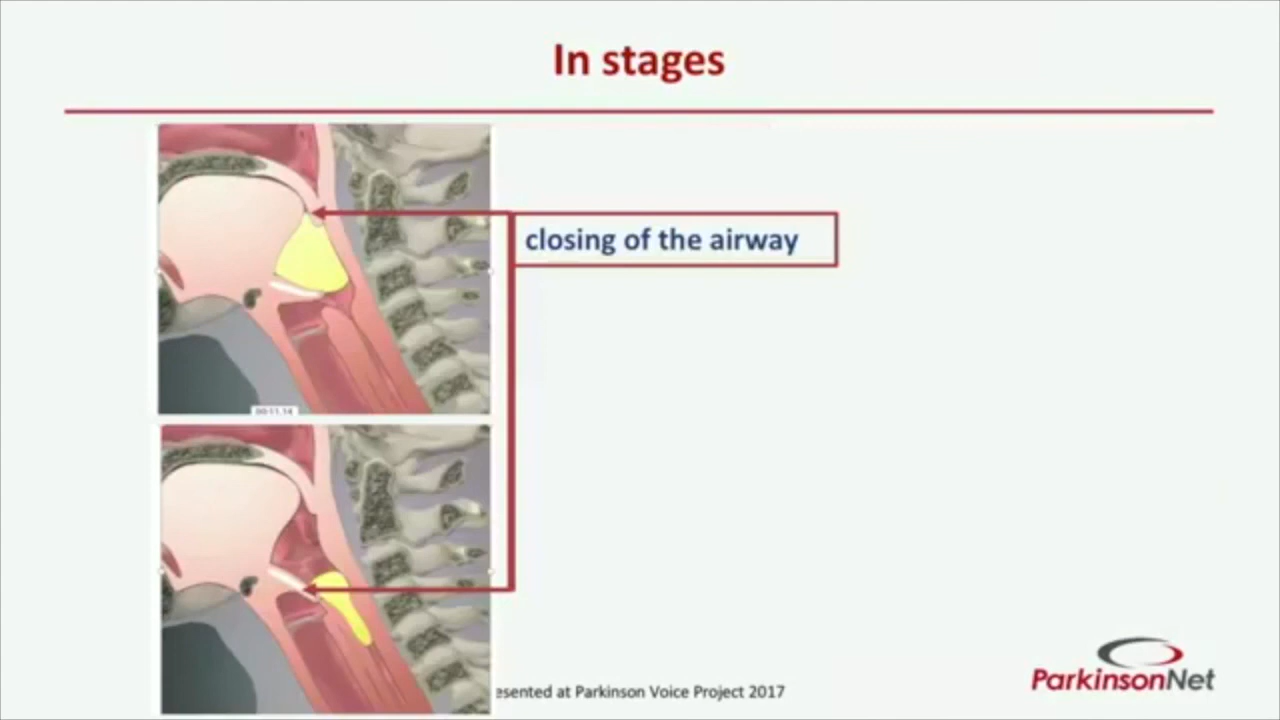 In stages
closing of the airway
esented at Parkinson Voice Project 2017
ParkinsonNet